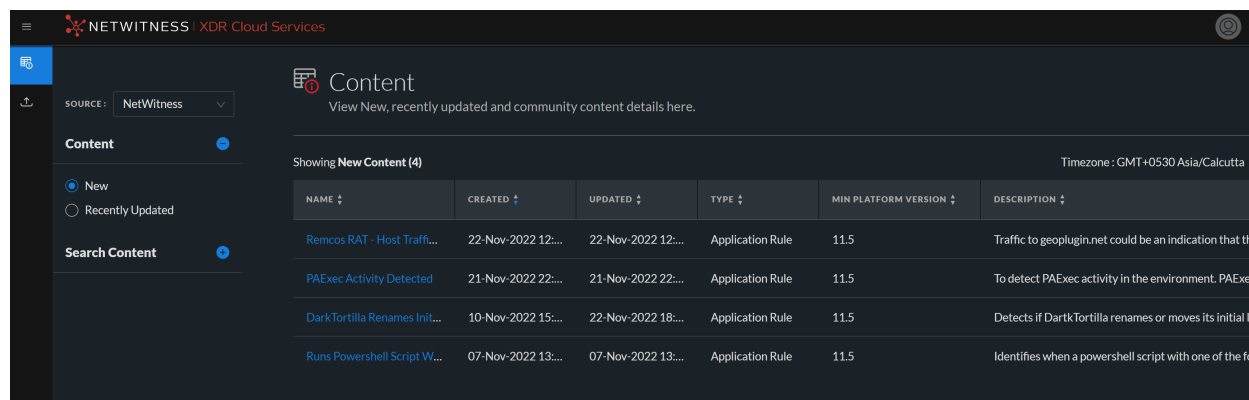 NETWITNESS | XDR Cloud Services
SOURCE: NetWitness
Content
New
Recently Updated
Search Content
Content
View New, recently updated and community content details here.
Showing New Content (4) Timezone : GMT+0530 Asia/Calcutta
NAME CREATED UPDATED TYPE MIN PLATFORM VERSION DESCRIPTION
Remcos RAT - Host Traffi... 22-Nov-2022 12:... 22-Nov-2022 12:... Application Rule 11.5 Traffic to geoplugin.net could be an indication that
PAExec Activity Detected 21-Nov-2022 22:... 21-Nov-2022 22:... Application Rule 11.5 To detect PAExec activity in the environment. PAExe
DarkTortilla Renames Init... 10-Nov-2022 15:... 22-Nov-2022 18:... Application Rule 11.5 Detects if DartkTortilla renames or moves its initial
Runs Powershell Script W... 07-Nov-2022 13:... 07-Nov-2022 13:... Application Rule 11.5 Identifies when a powershell script with one of the